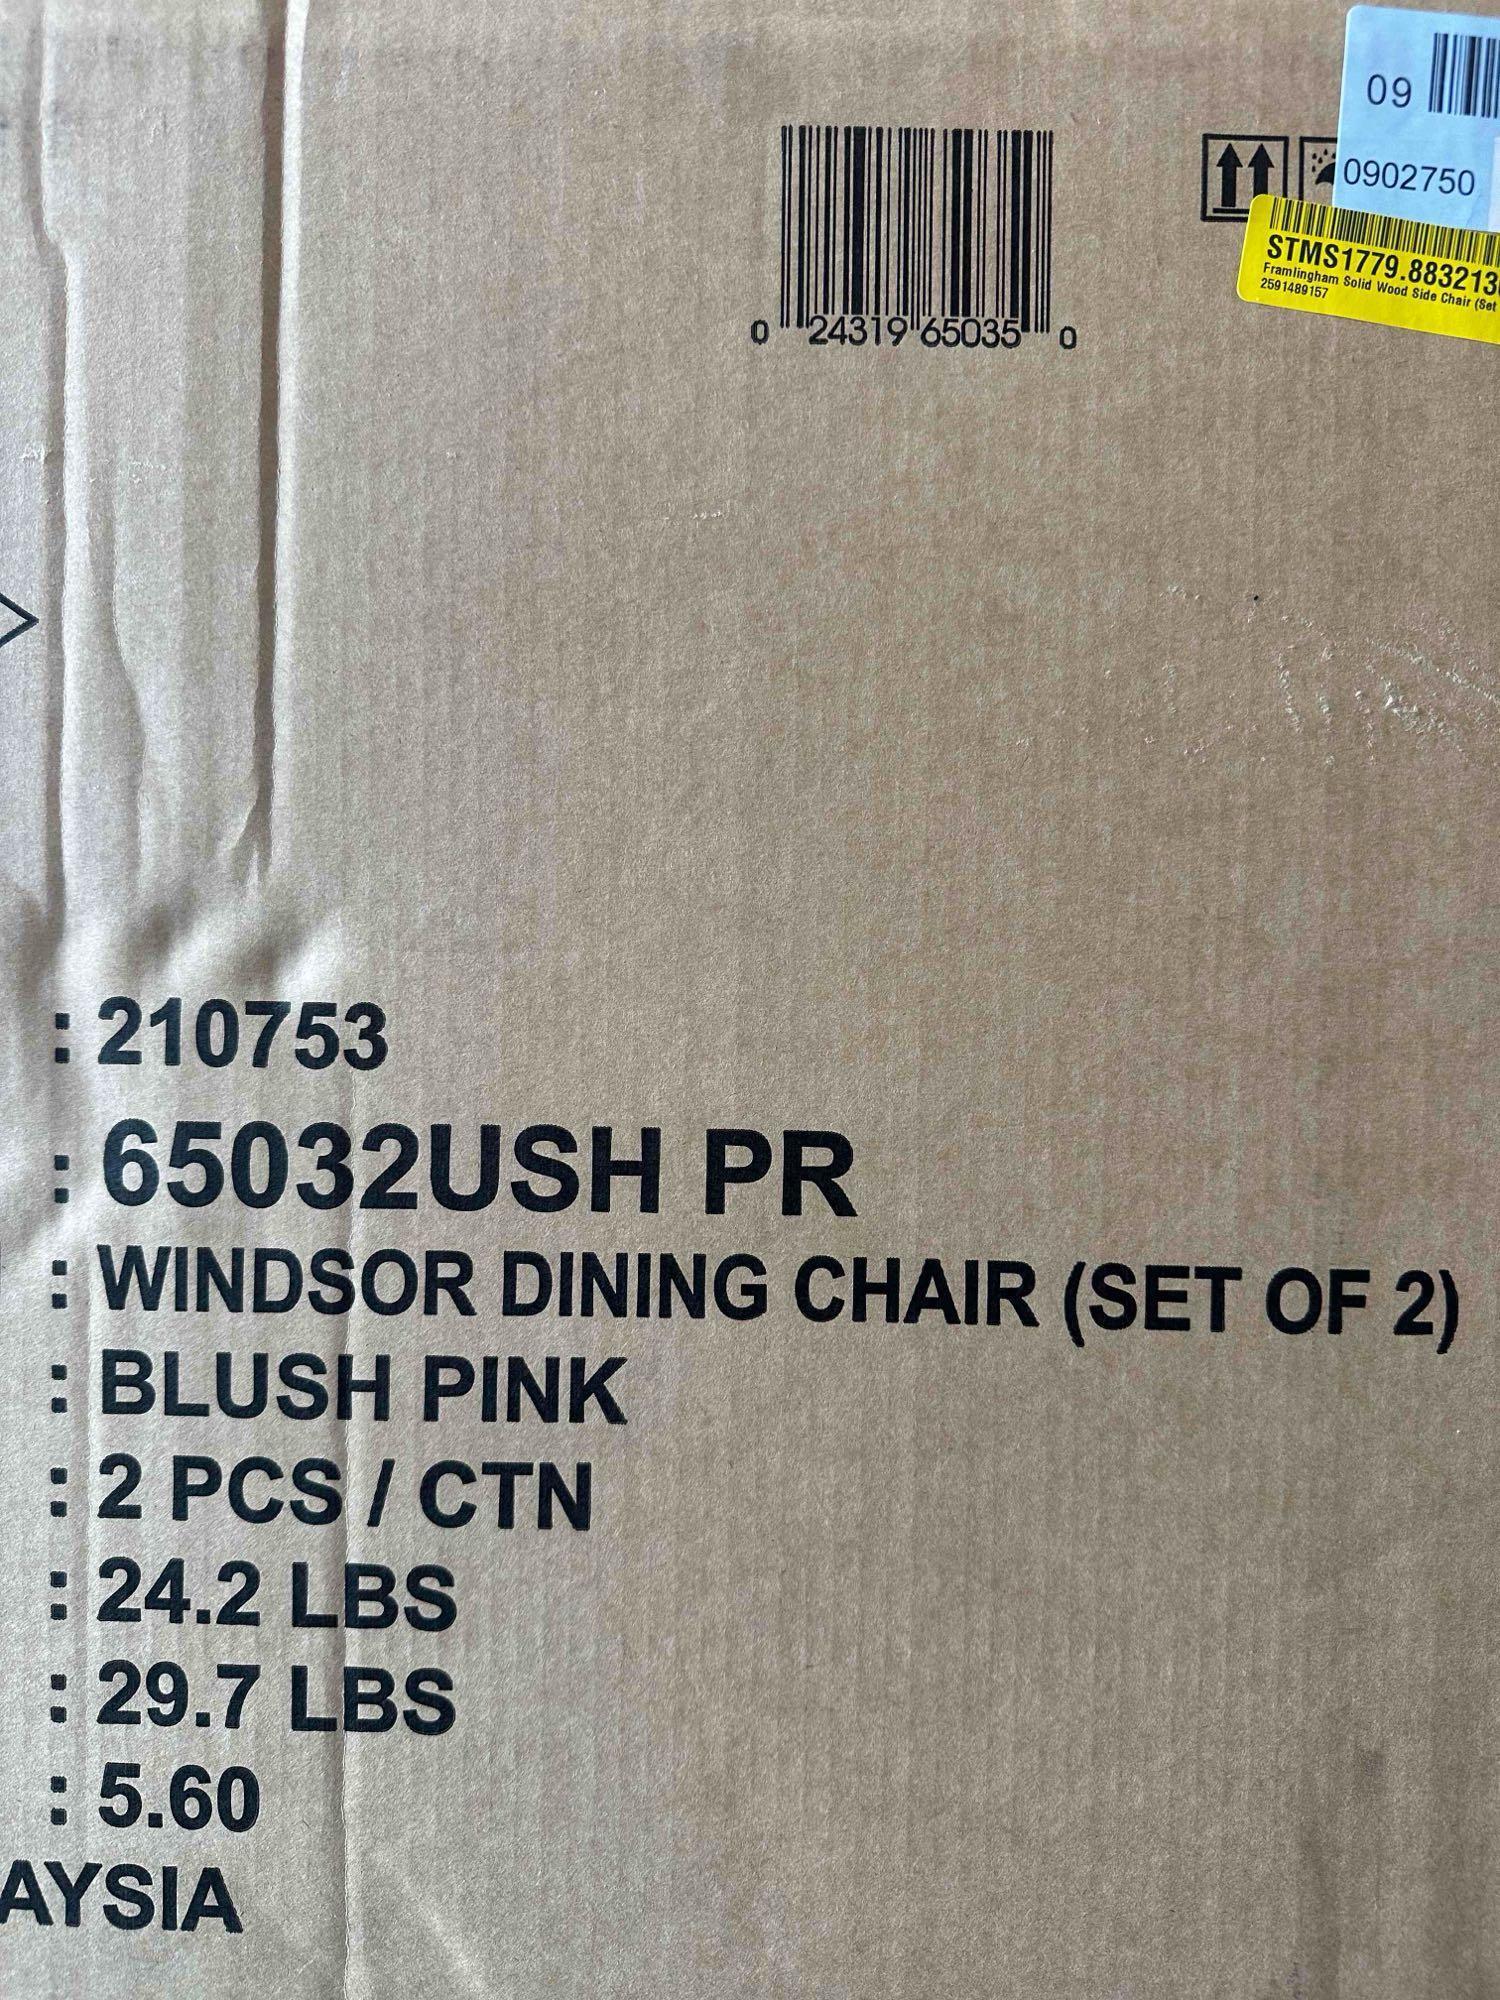 09
0902750
STMS1779.883213
Framlingham Solid Wood Side Chair (Set
2591489157
0 24319 65035 0
: 210753
: 65032USH PR
: WINDSOR DINING CHAIR (SET OF 2)
: BLUSH PINK
: 2 PCS / CTN
: 24.2 LBS
: 29.7 LBS
: 5.60
AYSIA